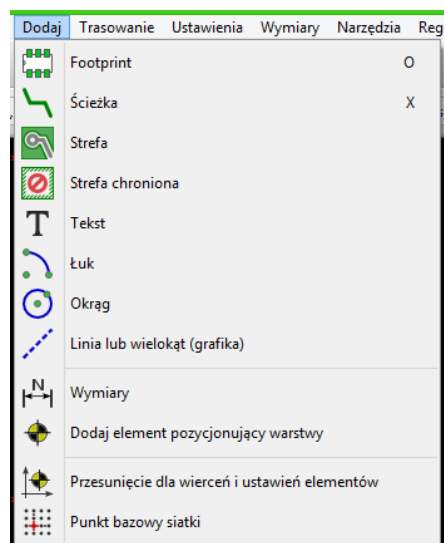 Dodaj Trasowanie Ustawienia Wymiary Narzędzia Reg
Footprint O
Ścieżka X
Strefa
Strefa chroniona
T Tekst
Łuk
Okrąg
Linia lub wielokąt (grafika)
N Wymiary
Dodaj element pozycjonujący warstwy
Przesunięcie dla wierceń i ustawień elementów
Punkt bazowy siatki